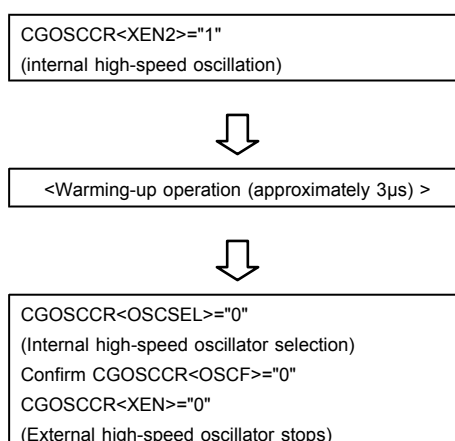 CGOSCCR<XEN2>="1"
(internal high-speed oscillation)
<Warming-up operation (approximately 3μs) >
CGOSCCR<OSCSEL>="0"
(Internal high-speed oscillator selection)
Confirm CGOSCCR<OSCF>="0"
CGOSCCR<XEN>="0"
(External high-speed oscillator stops)